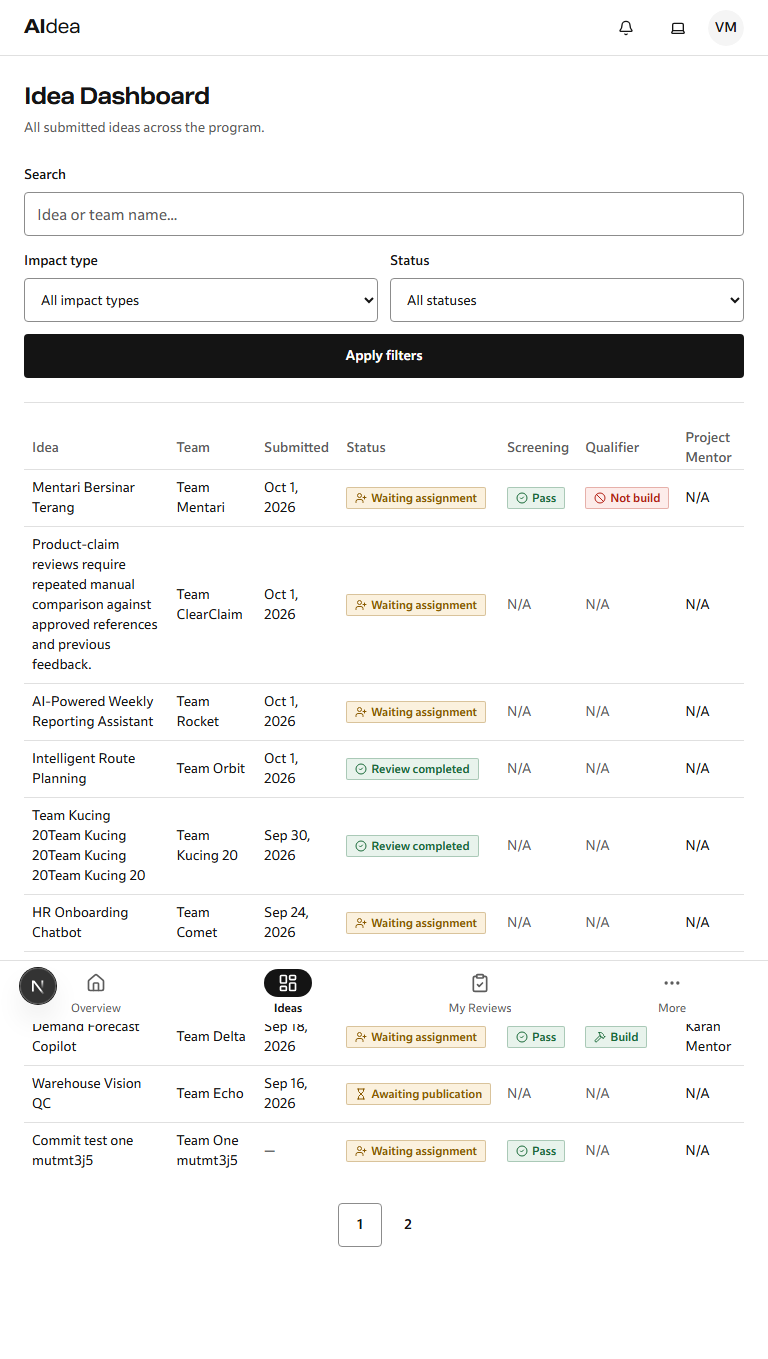 AIdea
VM
Idea Dashboard
All submitted ideas across the program.
Search
Idea or team name...
Impact type
Status
All impact types
All statuses
Apply filters
Idea
Team
Submitted
Status
Screening
Qualifier
Project
Mentor
Mentari Bersinar
Terang
Team
Mentari
Oct 1,
2026
Waiting assignment
Pass
Not build
N/A
Product-claim
reviews require
repeated manual
comparison against
approved references
and previous
feedback.
Team
ClearClaim
Oct 1,
2026
Waiting assignment
N/A
N/A
N/A
AI-Powered Weekly
Reporting Assistant
Team
Rocket
Oct 1,
2026
Waiting assignment
N/A
N/A
N/A
Intelligent Route
Planning
Team Orbit
Oct 1,
2026
Review completed
N/A
N/A
N/A
Team Kucing
20Team Kucing
20Team Kucing
20Team Kucing 20
Team
Kucing 20
Sep 30,
2026
Review completed
N/A
N/A
N/A
HR Onboarding
Chatbot
Team
Comet
Sep 24,
2026
Waiting assignment
N/A
N/A
N/A
N
Overview
Ideas
My Reviews
More
Demand Forecast
Copilot
Team Delta
Sep 18,
2026
Waiting assignment
Pass
Build
Karan
Mentor
Warehouse Vision
QC
Team Echo
Sep 16,
2026
Awaiting publication
N/A
N/A
N/A
Commit test one
mutmt3j5
Team One
mutmt3j5
—
Waiting assignment
Pass
N/A
N/A
1
2